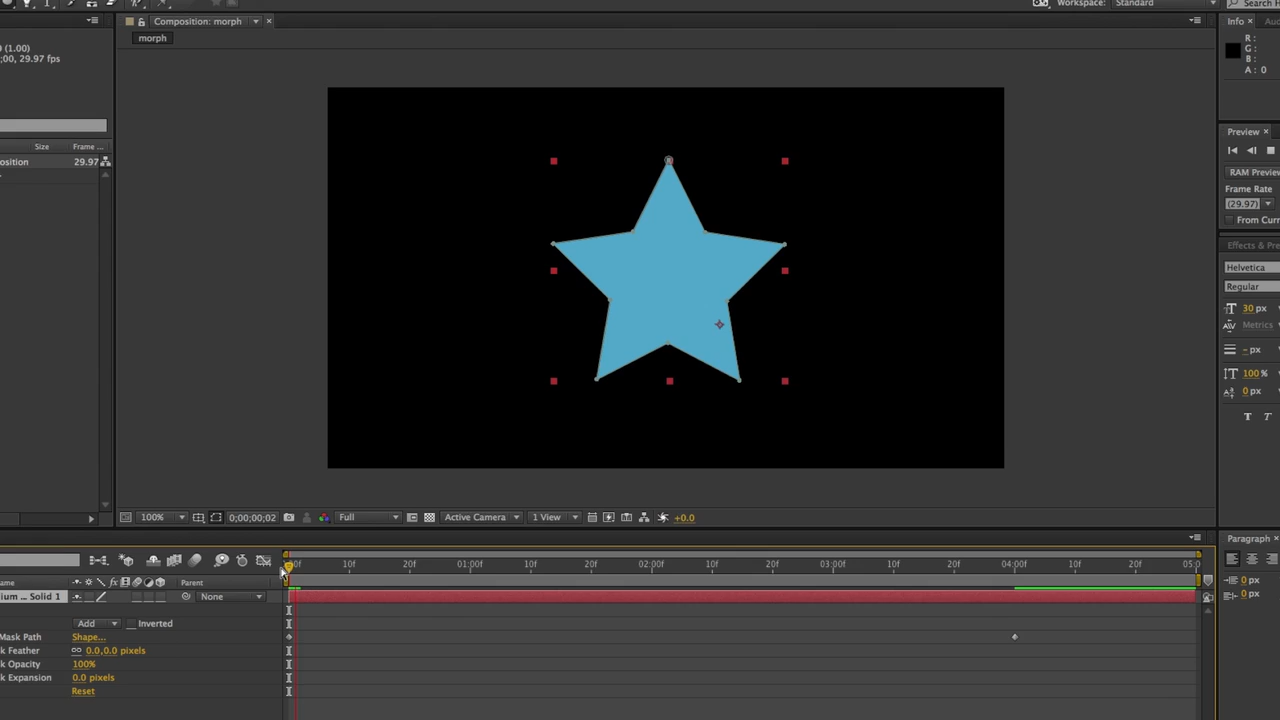 Workspace: Standard
Search H
Composition: morph
morph
(1.00)
;00, 29.97 fps
Size Frame ...
osition 29.97
Info
R :
G :
B :
A : 0
Preview
RAM Preview
Frame Rate
(29.97)
From Curr
Effects & Pre
Helvetica
Regular
30 px
Metrics
- px
100 %
0 px
T T
100% 0;00;00;02 Full Active Camera 1 View +0.0
Paragraph
0 px
0 px
00f 10f 20f 01:00f 10f 20f 02:00f 10f 20f 03:00f 10f 20f 04:00f 10f 20f 05:0
ame Parent
ium ... Solid 1 None
Add Inverted
Mask Path Shape...
k Feather 0.0,0.0 pixels
k Opacity 100%
k Expansion 0.0 pixels
Reset